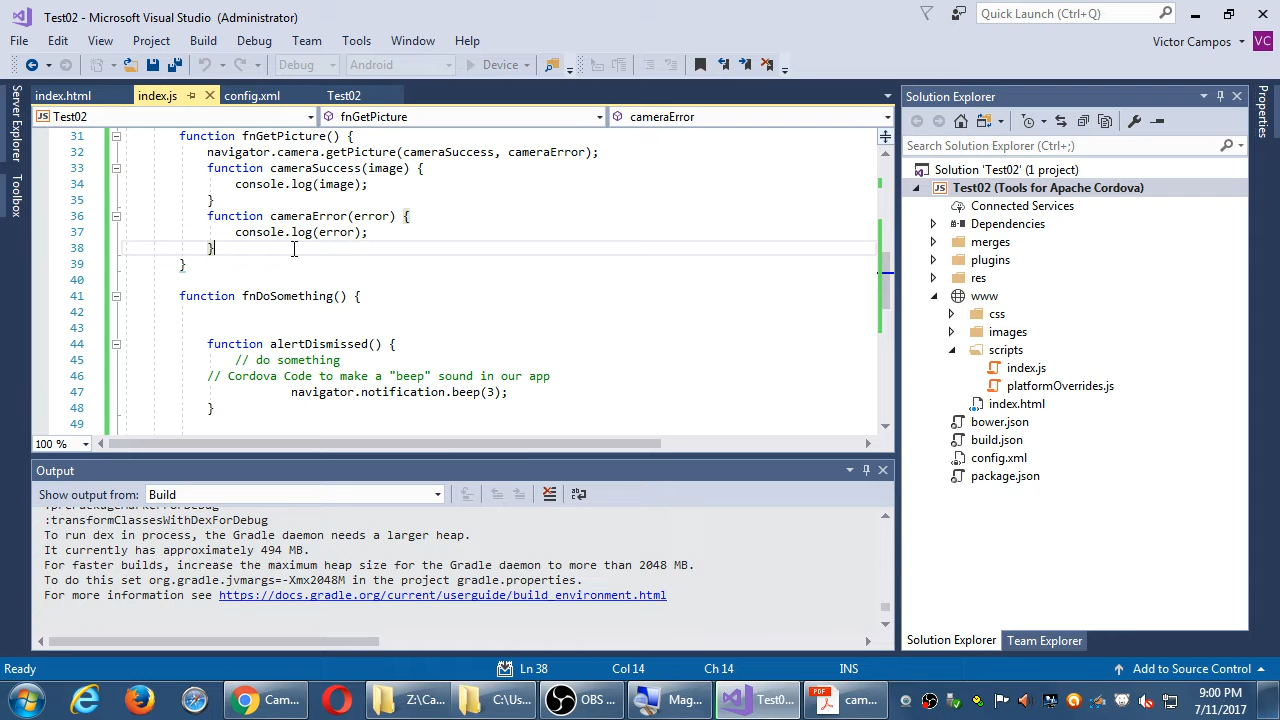 Test02 - Microsoft Visual Studio (Administrator)
Quick Launch (Ctrl+Q)
File Edit View Project Build Debug Team Tools Window Help
Victor Campos VC
Debug Android Device
index.html index.js config.xml Test02
Test02 fnGetPicture cameraError
Server Explorer
Toolbox
31 function fnGetPicture() {
32 navigator.camera.getPicture(cameraSuccess, cameraError);
33 function cameraSuccess(image) {
34 console.log(image);
35 }
36 function cameraError(error) {
37 console.log(error);
38 }
39 }
40
41 function fnDoSomething() {
42
43
44 function alertDismissed() {
45 // do something
46 // Cordova Code to make a "beep" sound in our app
47 navigator.notification.beep(3);
48 }
49
100 %
Output
Show output from: Build
:transformClassesWithDexForDebug
To run dex in process, the Gradle daemon needs a larger heap.
It currently has approximately 494 MB.
For faster builds, increase the maximum heap size for the Gradle daemon to more than 2048 MB.
To do this set org.gradle.jvmargs=-Xmx2048M in the project gradle.properties.
For more information see https://docs.gradle.org/current/userguide/build_environment.html
Solution Explorer
Search Solution Explorer (Ctrl+;)
Solution 'Test02' (1 project)
JS Test02 (Tools for Apache Cordova)
Connected Services
Dependencies
merges
plugins
res
www
css
images
scripts
index.js
platformOverrides.js
index.html
bower.json
build.json
config.xml
package.json
Solution Explorer Team Explorer
Properties
Ready Ln 38 Col 14 Ch 14 INS Add to Source Control
Cam... Z:\Ca... C:\Us... OBS ... Mag... Test0... PDF cam...
9:00 PM
7/11/2017